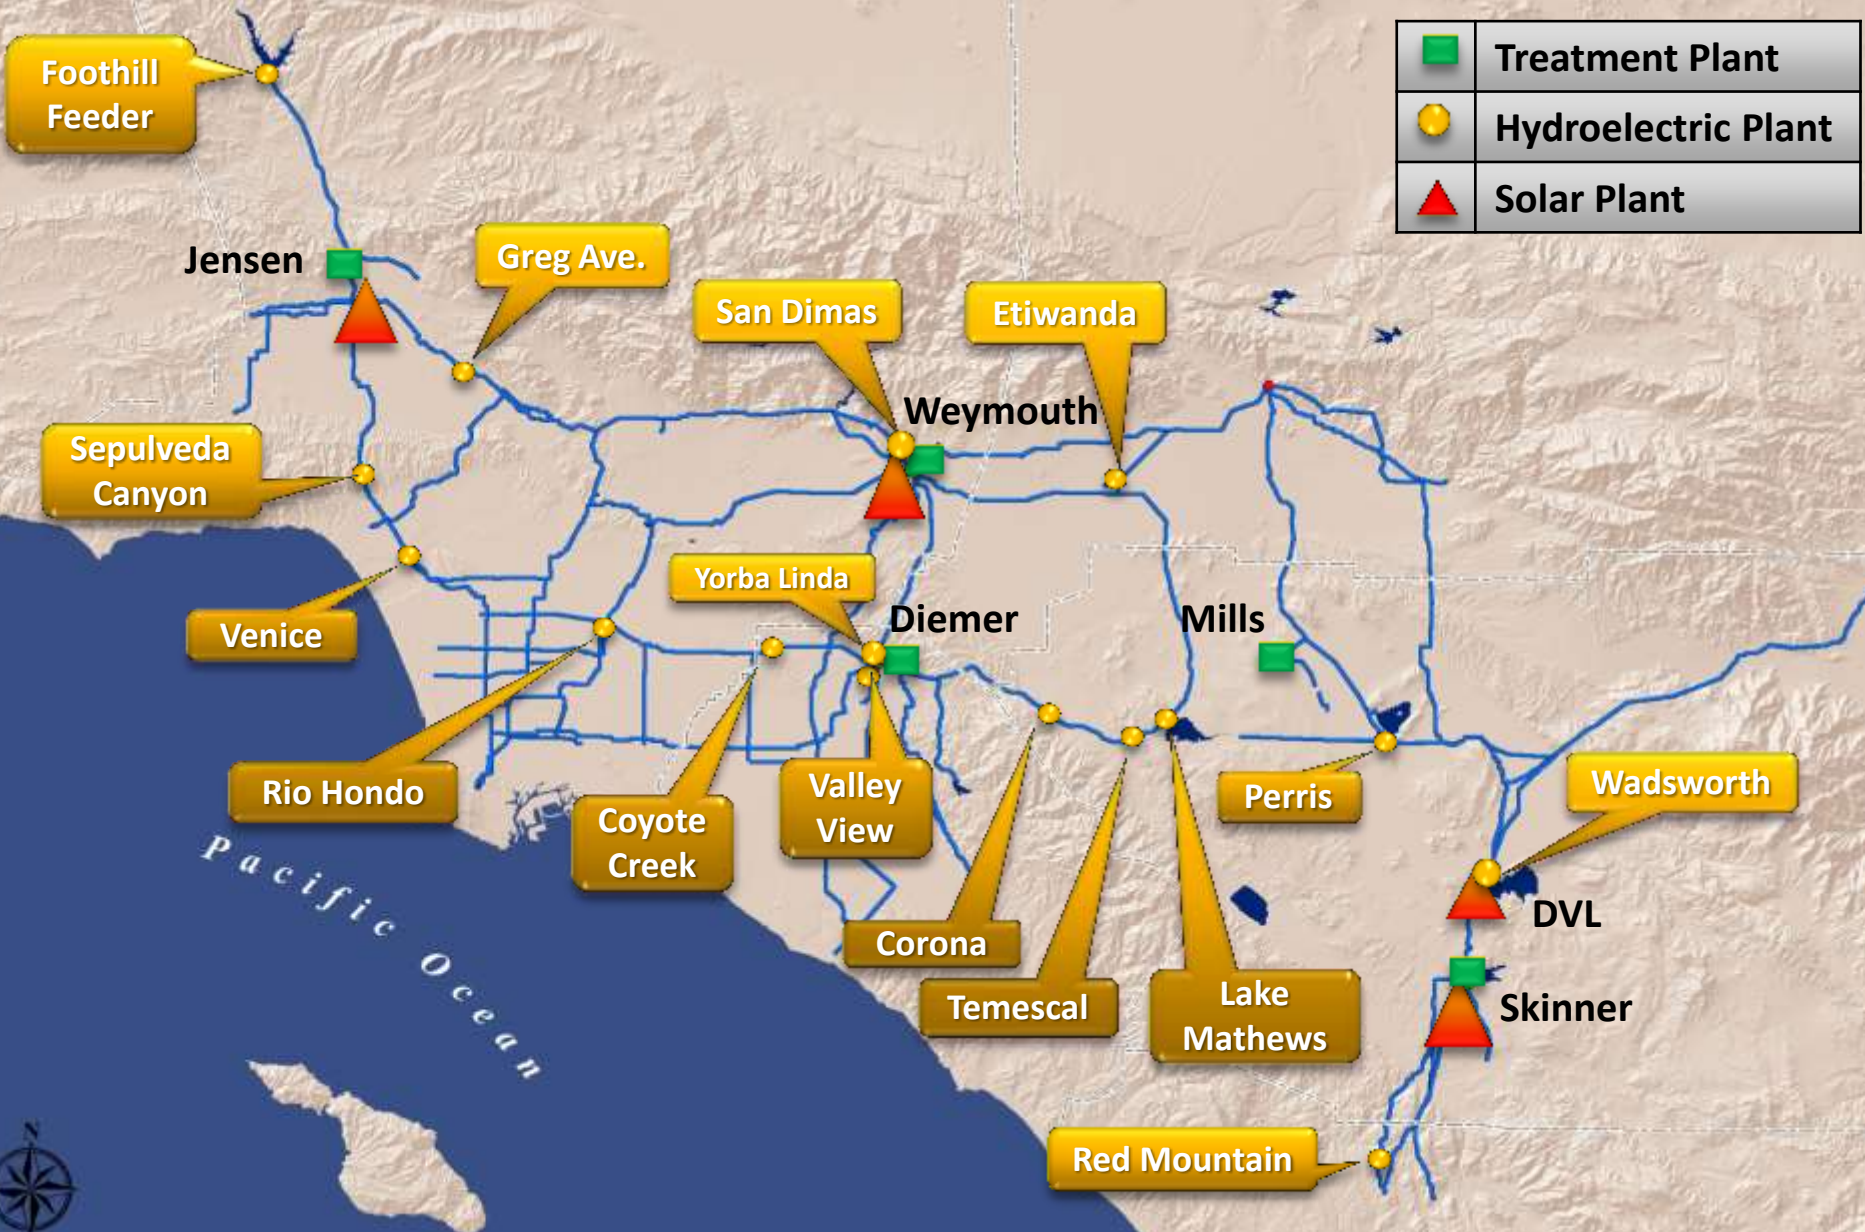 Foothill
Feeder
Treatment Plant
Hydroelectric Plant
Solar Plant
Jensen
Greg Ave.
San Dimas
Etiwanda
Weymouth
Sepulveda
Canyon
Yorba Linda
Diemer
Mills
Venice
Rio Hondo
Coyote
Creek
Valley
View
Perris
Wadsworth
Pacific Ocean
DVL
Corona
Temescal
Lake
Mathews
Skinner
Red Mountain
N